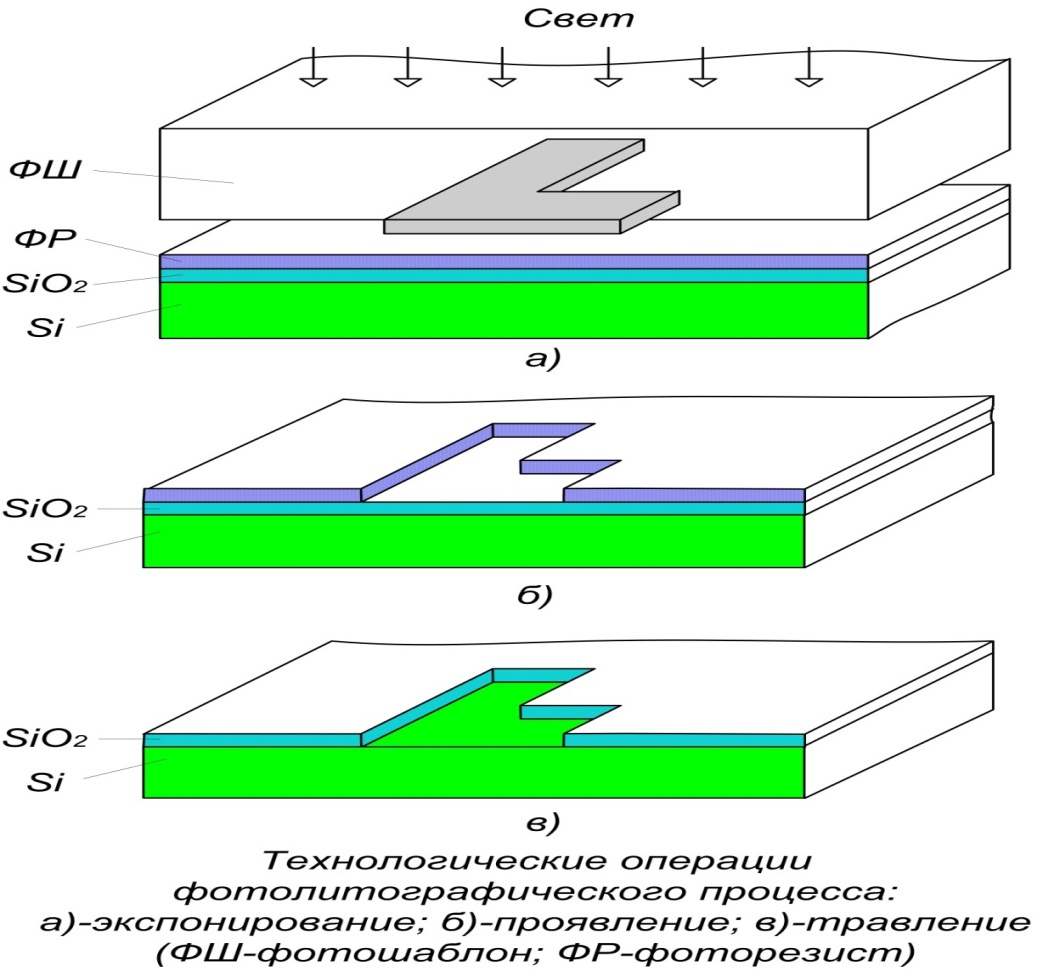 Свет
ФШ
ФР
SiO₂
Si
а)
SiO₂
Si
б)
SiO₂
Si
в)
Технологические операции
фотолитографического процесса:
а)-экспонирование; б)-проявление; в)-травление
(ФШ-фотошаблон; ФР-фоторезист)